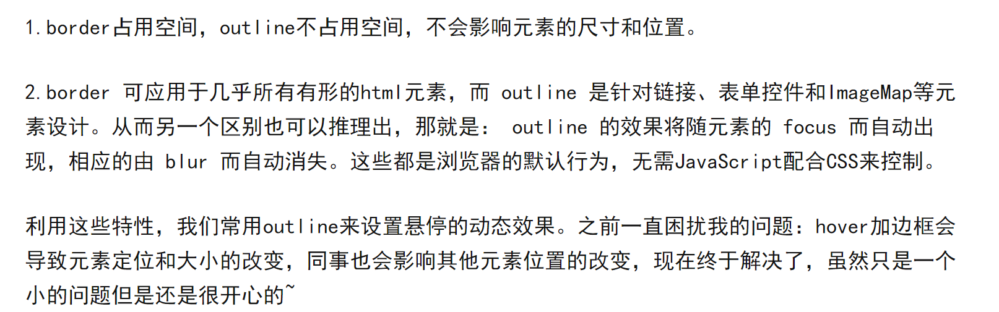 1.border占用空间，outline不占用空间，不会影响元素的尺寸和位置。
2.border 可应用于几乎所有有形的html元素，而 outline 是针对链接、表单控件和ImageMap等元
素设计。从而另一个区别也可以推理出，那就是： outline 的效果将随元素的 focus 而自动出
现，相应的由 blur 而自动消失。这些都是浏览器的默认行为，无需JavaScript配合CSS来控制。
利用这些特性，我们常用outline来设置悬停的动态效果。之前一直困扰我的问题：hover加边框会
导致元素定位和大小的改变，同事也会影响其他元素位置的改变，现在终于解决了，虽然只是一个
小的问题但是还是很开心的~